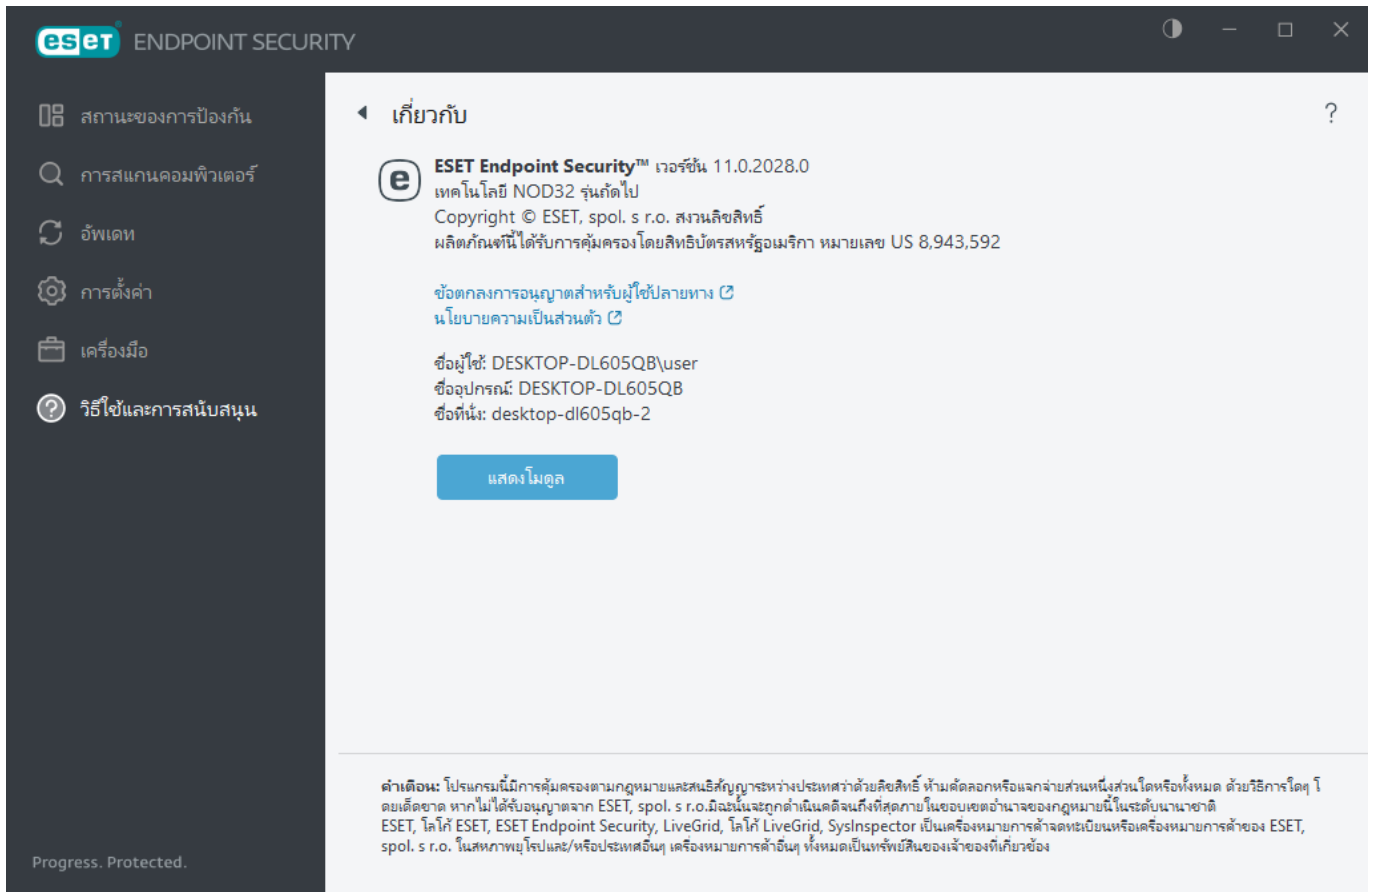 eset ENDPOINT SECURITY
สถานะของการป้องกัน
การสแกนคอมพิวเตอร์
อัพเดท
การตั้งค่า
เครื่องมือ
วิธีใช้และการสนับสนุน
Progress. Protected.
เกี่ยวกับ
?
ESET Endpoint Security™ เวอร์ชัน 11.0.2028.0
เทคโนโลยี NOD32 รุ่นถัดไป
Copyright © ESET, spol. s r.o. สงวนลิขสิทธิ์
ผลิตภัณฑ์นี้ได้รับการคุ้มครองโดยสิทธิบัตรสหรัฐอเมริกา หมายเลข US 8,943,592
ข้อตกลงการอนุญาตสำหรับผู้ใช้ปลายทาง
นโยบายความเป็นส่วนตัว
ชื่อผู้ใช้: DESKTOP-DL605QB\user
ชื่ออุปกรณ์: DESKTOP-DL605QB
ชื่อที่นั่ง: desktop-dl605qb-2
แสดงโมดูล
คำเตือน: โปรแกรมนี้มีการคุ้มครองตามกฎหมายและสนธิสัญญาระหว่างประเทศว่าด้วยลิขสิทธิ์ ห้ามคัดลอกหรือแจกจ่ายส่วนหนึ่งส่วนใดหรือทั้งหมด ด้วยวิธีการใดๆ โ
ดยเด็ดขาด หากไม่ได้รับอนุญาตจาก ESET, spol. s r.o.มิฉะนั้นจะถูกดำเนินคดีจนถึงที่สุดภายในขอบเขตอำนาจของกฎหมายนี้ในระดับนานาชาติ
ESET, โลโก้ ESET, ESET Endpoint Security, LiveGrid, โลโก้ LiveGrid, SysInspector เป็นเครื่องหมายการค้าจดทะเบียนหรือเครื่องหมายการค้าของ ESET,
spol. s r.o. ในสหภาพยุโรปและ/หรือประเทศอื่นๆ เครื่องหมายการค้าอื่นๆ ทั้งหมดเป็นทรัพย์สินของเจ้าของที่เกี่ยวข้อง